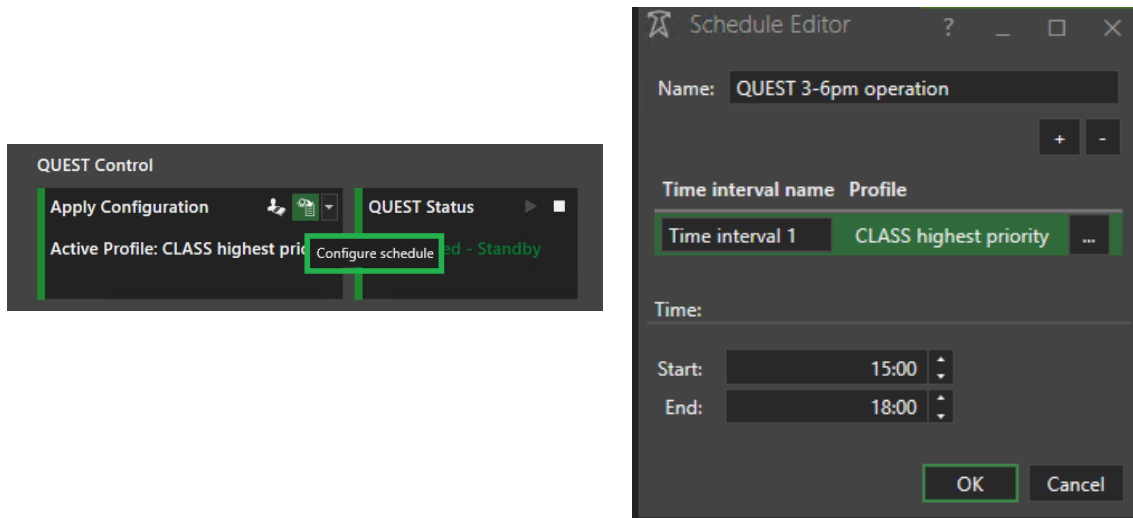 QUEST Control
Apply Configuration
QUEST Status
Active Profile: CLASS highest prio
Configure schedule
ed - Standby
Schedule Editor
?
Name:
QUEST 3-6pm operation
+
-
Time interval name
Profile
Time interval 1
CLASS highest priority
...
Time:
Start:
15:00
End:
18:00
OK
Cancel